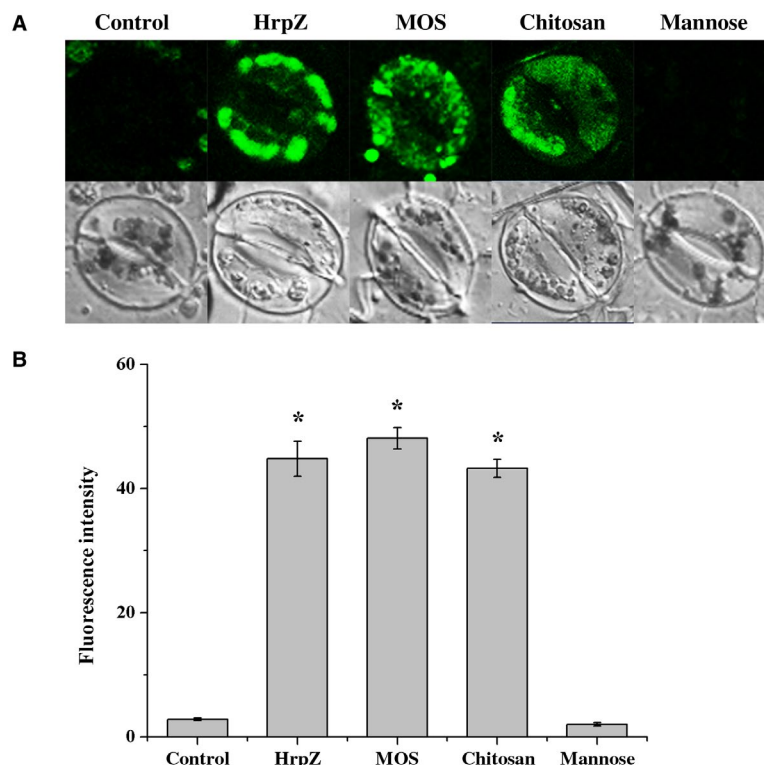 A
Control HrpZ MOS Chitosan Mannose
B
60
40
20
0
Fluorescence intensity
* * *
Control HrpZ MOS Chitosan Mannose